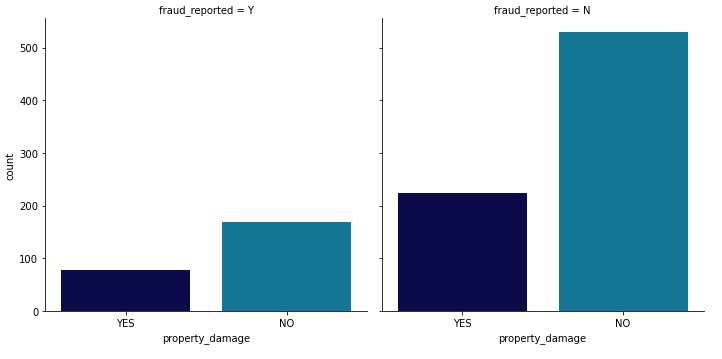 fraud_reported = Y
fraud_reported = N
count
500
400
300
200
100
0
YES
NO
YES
NO
property_damage
property_damage